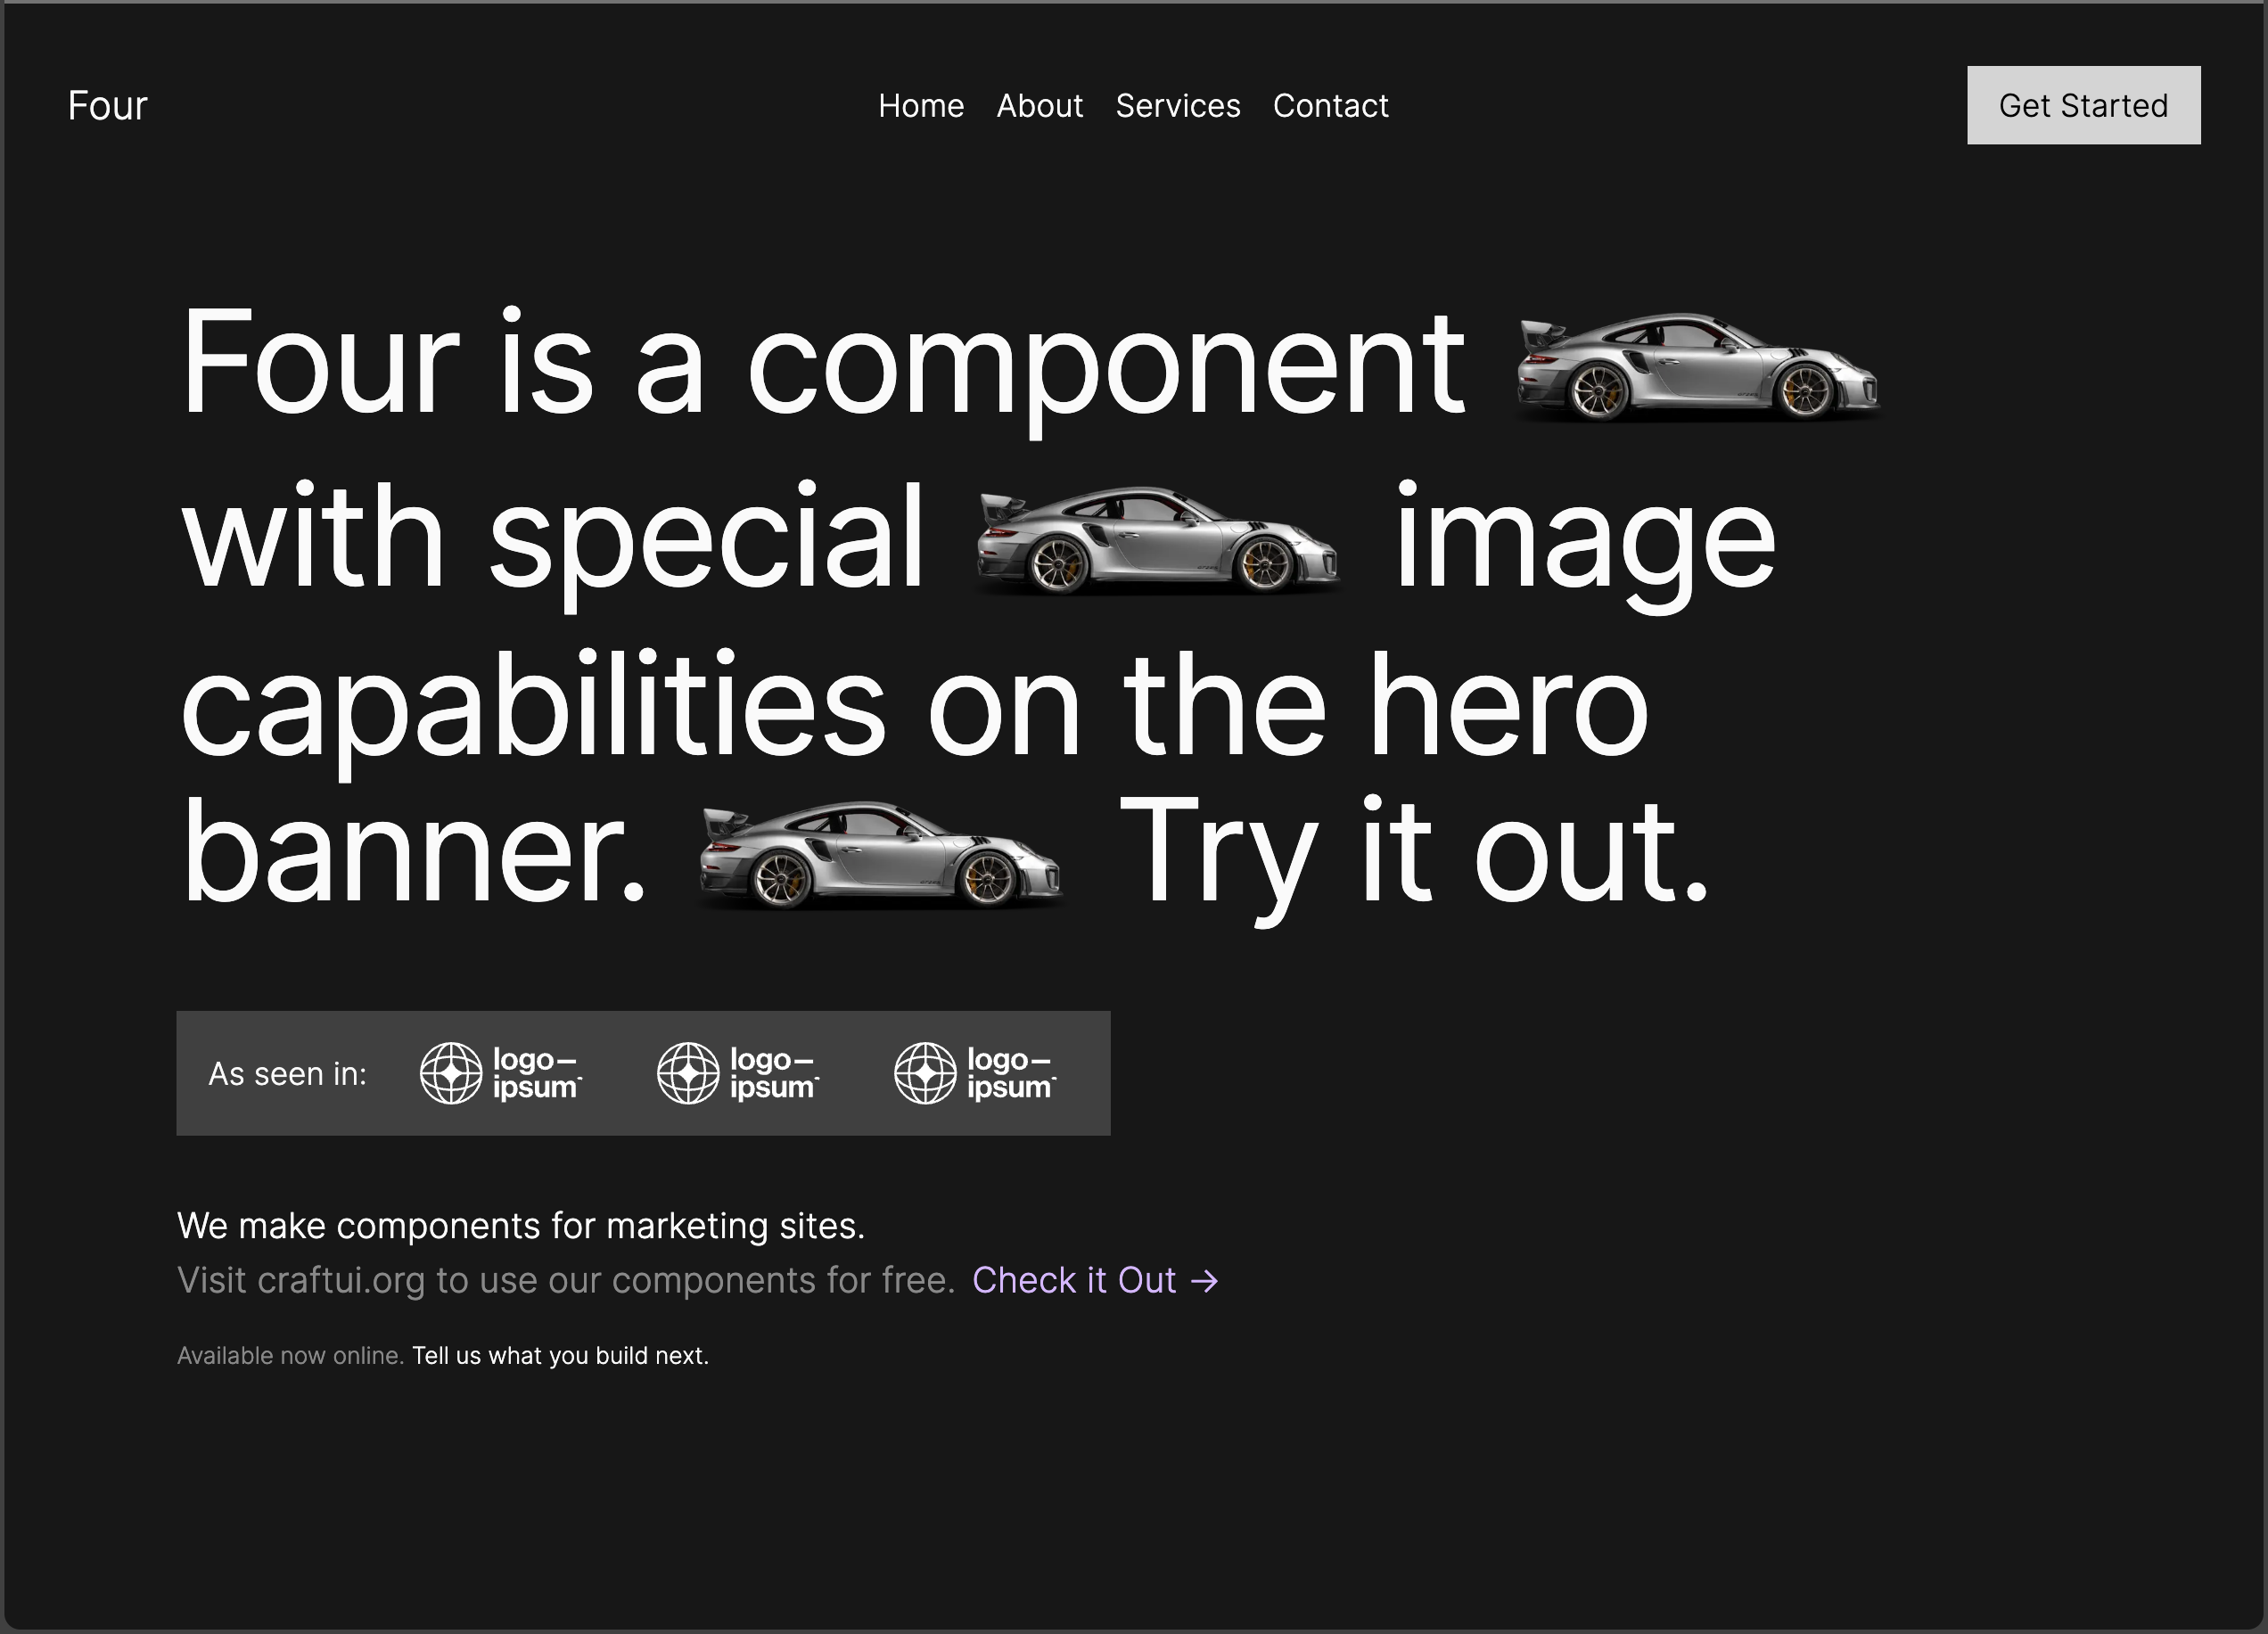 Four
Home About Services Contact
Get Started
Four is a component
with special image
capabilities on the hero
banner. Try it out.
As seen in:
logo—
ipsum
logo—
ipsum
logo—
ipsum
We make components for marketing sites.
Visit craftui.org to use our components for free. Check it Out →
Available now online. Tell us what you build next.